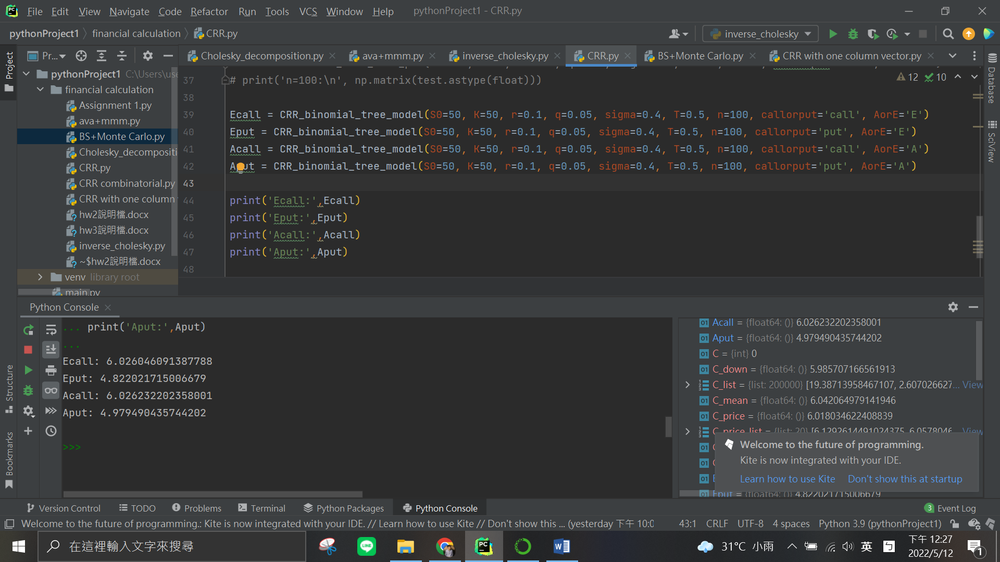 File Edit View Navigate Code Refactor Run Tools VCS Window Help pythonProject1 - CRR.py
pythonProject1 financial calculation CRR.py inverse_cholesky
Pr... Cholesky_decomposition.py ava+mmm.py inverse_cholesky.py CRR.py BS+Monte Carlo.py CRR with one column vector.py
Project
pythonProject1 C:\Users\use
financial calculation
Assignment 1.py
ava+mmm.py
BS+Monte Carlo.py
Cholesky_decompositi
CRR.py
CRR combinatorial.py
CRR with one column
hw2說明檔.docx
hw3說明檔.docx
inverse_cholesky.py
~$hw2說明檔.docx
venv library root
main.py
12 10
37 # print('n=100:\n', np.matrix(test.astype(float)))
38
39 Ecall = CRR_binomial_tree_model(S0=50, K=50, r=0.1, q=0.05, sigma=0.4, T=0.5, n=100, callorput='call', AorE='E')
40 Eput = CRR_binomial_tree_model(S0=50, K=50, r=0.1, q=0.05, sigma=0.4, T=0.5, n=100, callorput='put', AorE='E')
41 Acall = CRR_binomial_tree_model(S0=50, K=50, r=0.1, q=0.05, sigma=0.4, T=0.5, n=100, callorput='call', AorE='A')
42 Aput = CRR_binomial_tree_model(S0=50, K=50, r=0.1, q=0.05, sigma=0.4, T=0.5, n=100, callorput='put', AorE='A')
43
44 print('Ecall:',Ecall)
45 print('Eput:',Eput)
46 print('Acall:',Acall)
47 print('Aput:',Aput)
48
Database
SciView
Python Console
... print('Aput:',Aput)
...
Ecall: 6.026046091387788
Eput: 4.822021715006679
Acall: 6.026232202358001
Aput: 4.979490435744202
>>>
Structure
Bookmarks
Acall = {float64: ()} 6.026232202358001
Aput = {float64: ()} 4.979490435744202
C = {int} 0
C_down = {float64: ()} 5.985707166561913
C_list = {list: 200000} [19.38713958467107, 2.607026627... View
C_mean = {float64: ()} 6.042064979141946
C_price = {float64: ()} 6.018034622408839
C_price_list = {list: 20} [6.1292614491024375, 6.0578046... View
Welcome to the future of programming.
Kite is now integrated with your IDE.
Learn how to use Kite Don't show this at startup
Eput = {float64: ()} 4.822021715006679
Version Control TODO Problems Terminal Python Packages Python Console 3 Event Log
Welcome to the future of programming.: Kite is now integrated with your IDE. // Learn how to use Kite // Don't show this ... (yesterday 下午 10:0 43:1 CRLF UTF-8 4 spaces Python 3.9 (pythonProject1)
在這裡輸入文字來搜尋 LINE PC W 31°C 小雨 英 ㄅ 下午 12:27
2022/5/12 1